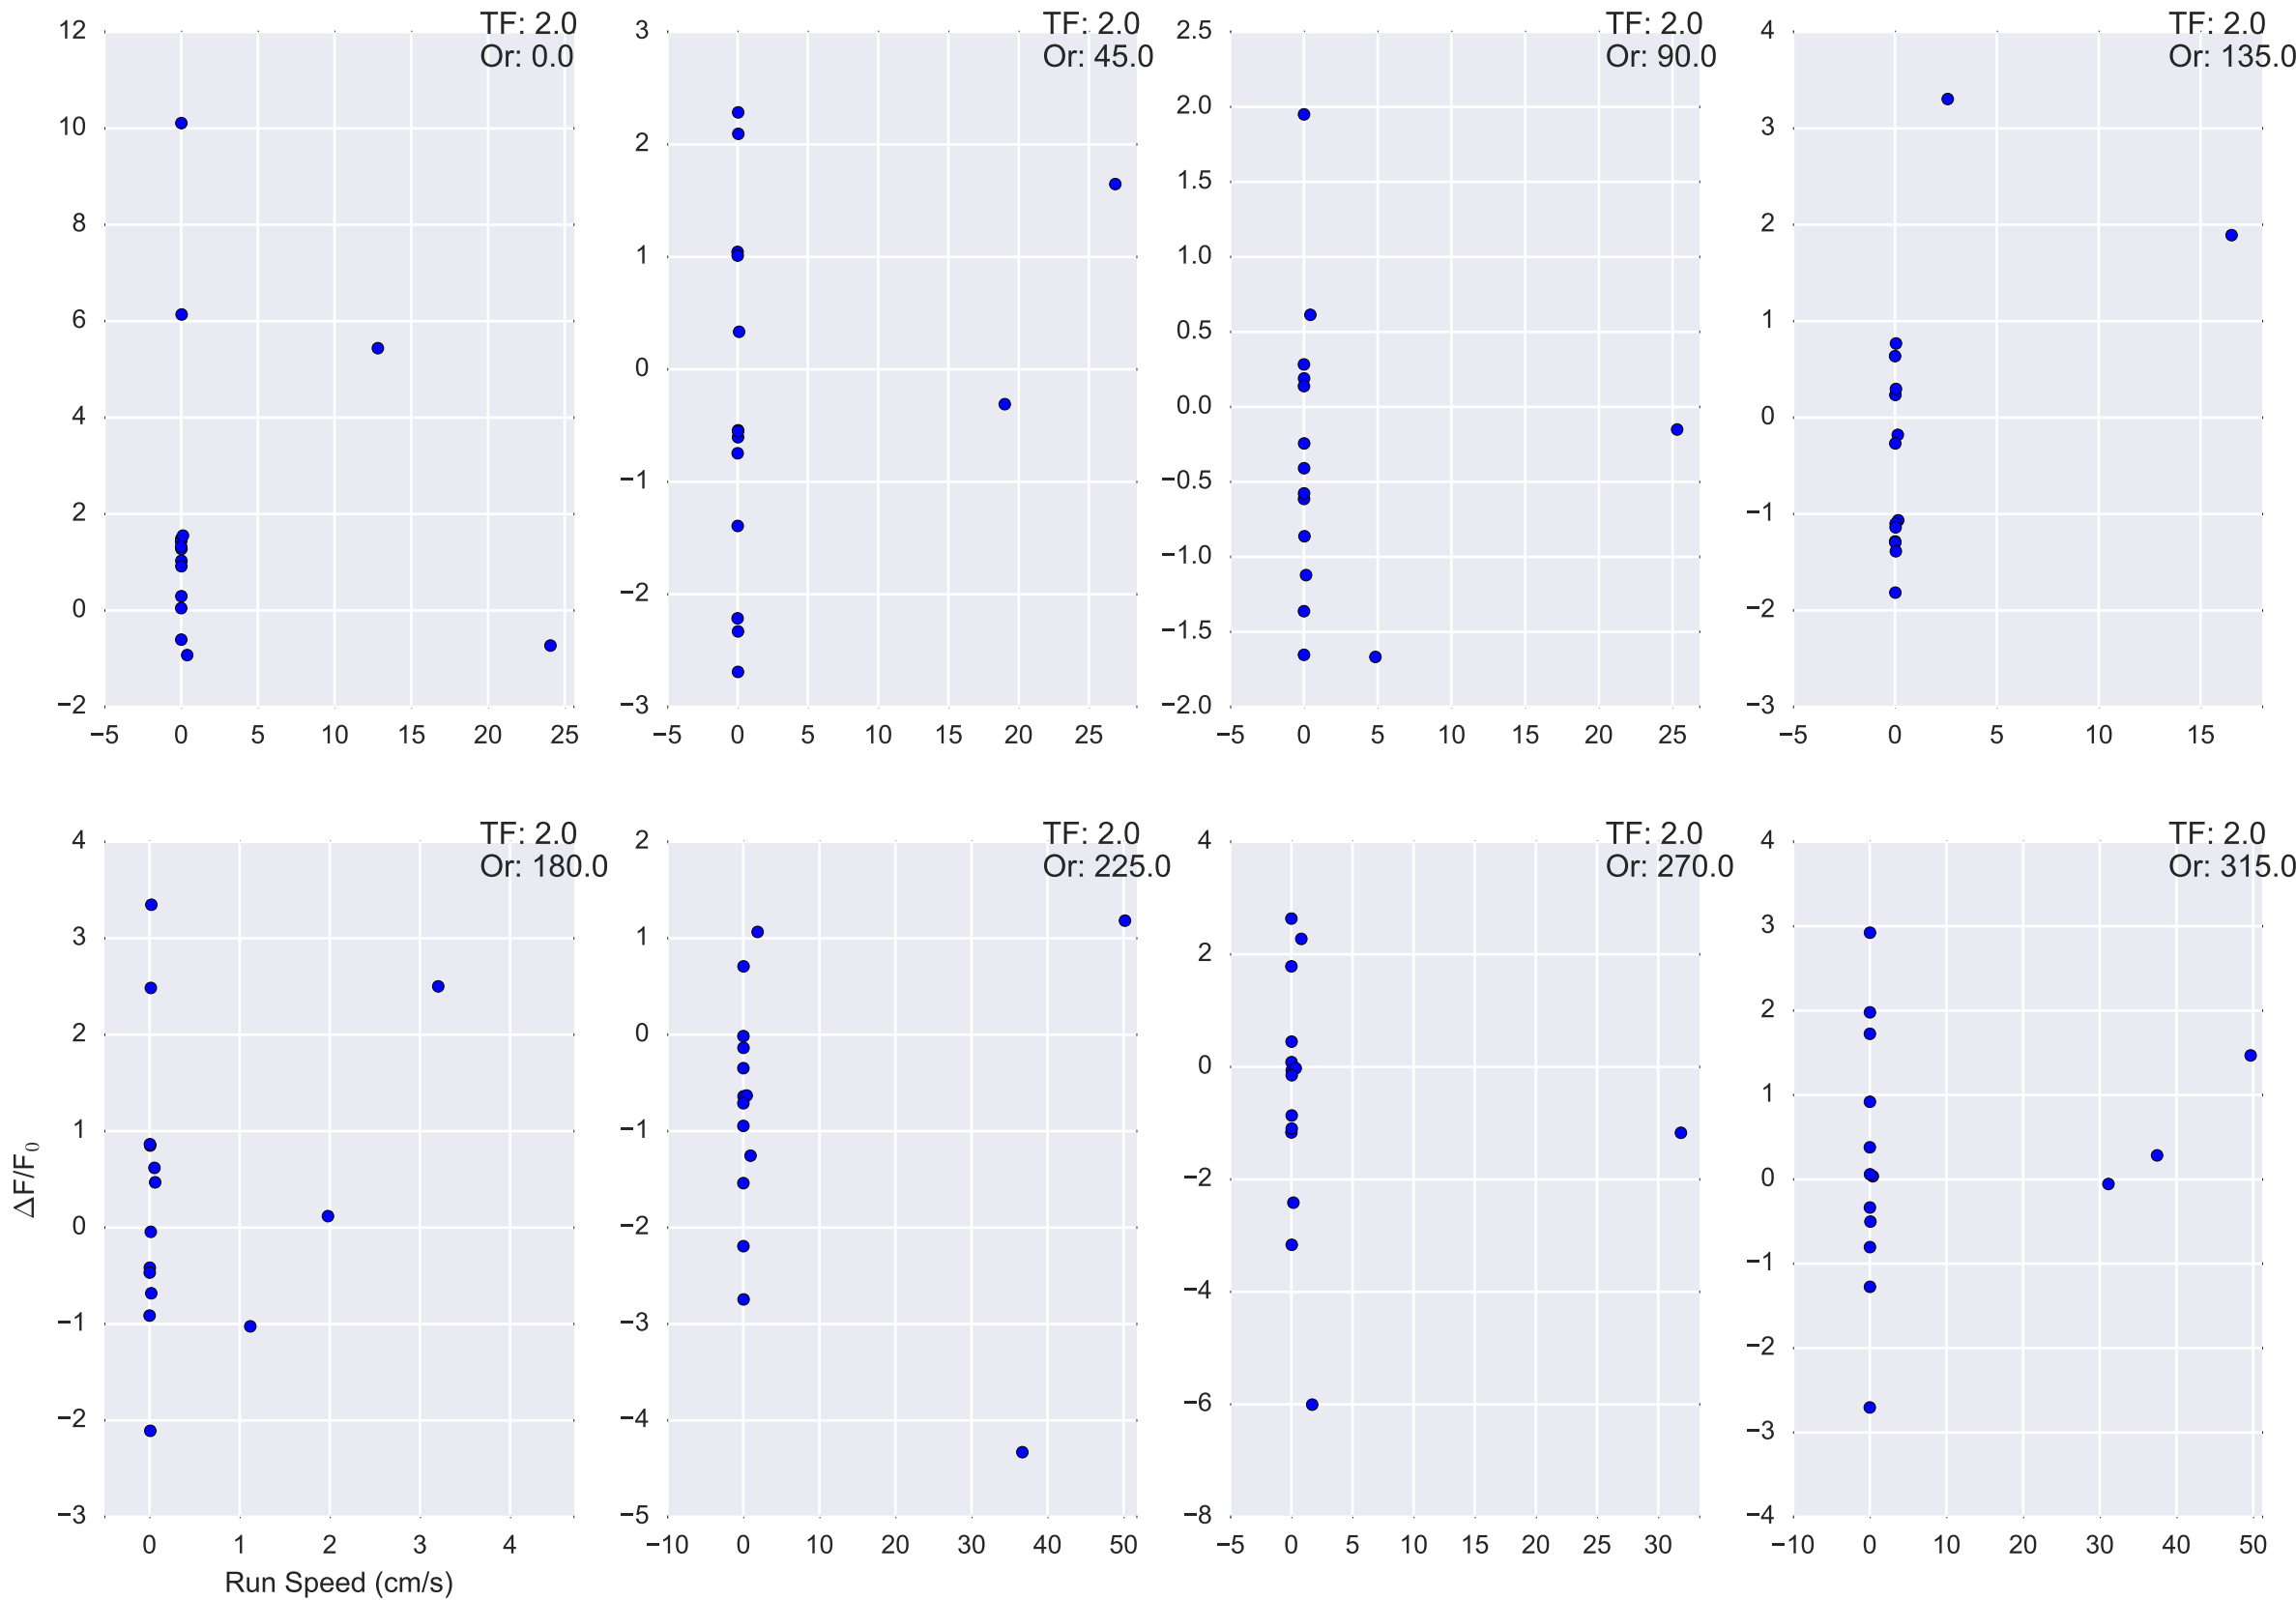 TF: 2.0
Or: 0.0
12
10
8
6
4
2
0
−2
−5 0 5 10 15 20 25
TF: 2.0
Or: 45.0
3
2
1
0
−1
−2
−3
−5 0 5 10 15 20 25
TF: 2.0
Or: 90.0
2.5
2.0
1.5
1.0
0.5
0.0
−0.5
−1.0
−1.5
−2.0
−5 0 5 10 15 20 25
TF: 2.0
Or: 135.0
4
3
2
1
0
−1
−2
−3
−5 0 5 10 15
TF: 2.0
Or: 180.0
4
3
2
1
0
−1
−2
−3
0 1 2 3 4
ΔF/F₀
Run Speed (cm/s)
TF: 2.0
Or: 225.0
2
1
0
−1
−2
−3
−4
−5
−10 0 10 20 30 40 50
TF: 2.0
Or: 270.0
4
2
0
−2
−4
−6
−8
−5 0 5 10 15 20 25 30
TF: 2.0
Or: 315.0
4
3
2
1
0
−1
−2
−3
−4
−10 0 10 20 30 40 50